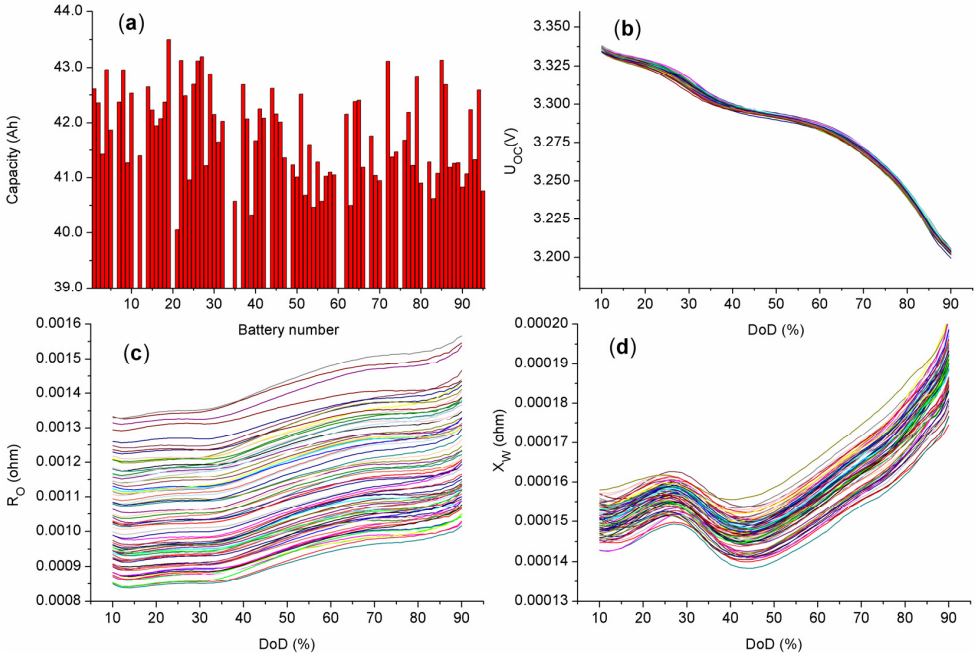 (a)
Capacity (Ah)
44.0
43.0
42.0
41.0
40.0
39.0
10 20 30 40 50 60 70 80 90
Battery number
(b)
U_OC(V)
3.350
3.325
3.300
3.275
3.250
3.225
3.200
10 20 30 40 50 60 70 80 90
DoD (%)
(c)
R_O (ohm)
0.0016
0.0015
0.0014
0.0013
0.0012
0.0011
0.0010
0.0009
0.0008
10 20 30 40 50 60 70 80 90
DoD (%)
(d)
X_W (ohm)
0.00020
0.00019
0.00018
0.00017
0.00016
0.00015
0.00014
0.00013
10 20 30 40 50 60 70 80 90
DoD (%)